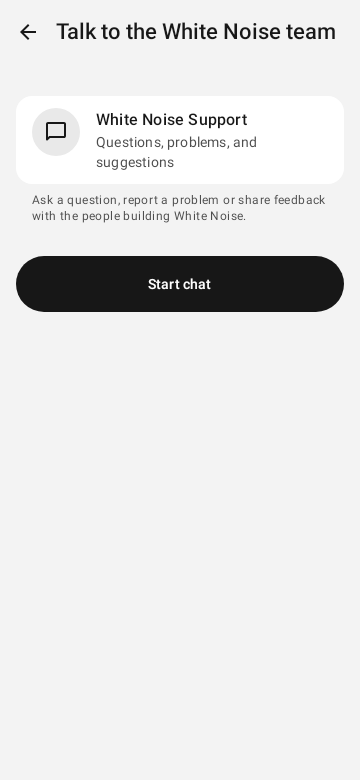 Talk to the White Noise team
White Noise Support
Questions, problems, and
suggestions
Ask a question, report a problem or share feedback
with the people building White Noise.
Start chat